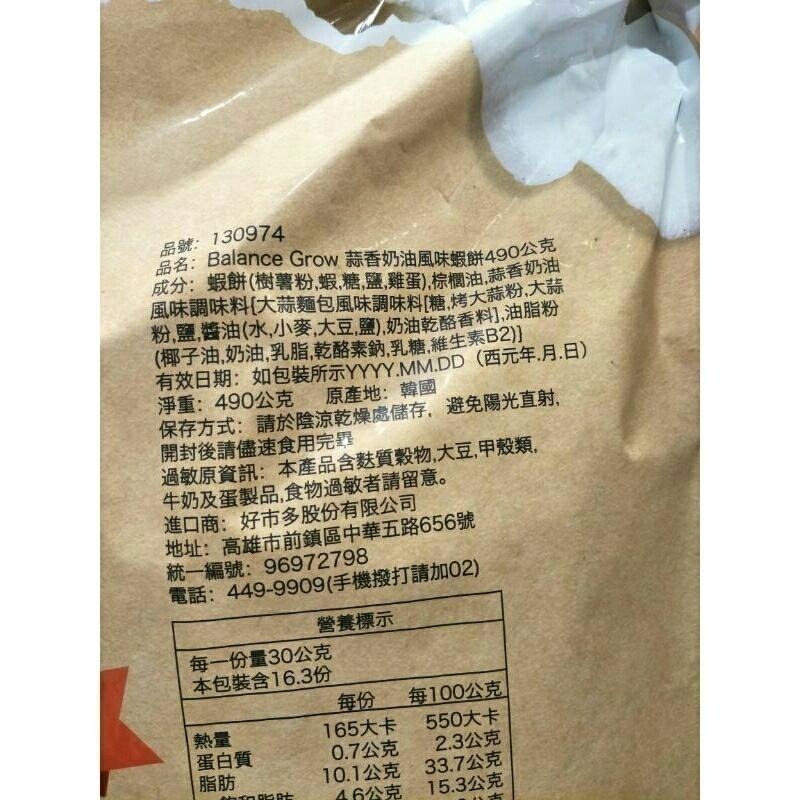 品號：130974
品名：Balance Grow 蒜香奶油風味蝦餅490公克
成分：蝦餅(樹薯粉,蝦,糖,鹽,雞蛋),棕櫚油,蒜香奶油
風味調味料[大蒜麵包風味調味料[糖,烤大蒜粉,大蒜
粉,鹽,醬油(水,小麥,大豆,鹽),奶油乾酪香料],油脂粉
(椰子油,奶油,乳脂,乾酪素鈉,乳糖,維生素B2)]
有效日期：如包裝所示YYYY.MM.DD（西元年.月.日）
淨重：490公克 原產地：韓國
保存方式：請於陰涼乾燥處儲存，避免陽光直射,
開封後請儘速食用完畢
過敏原資訊：本產品含麩質穀物,大豆,甲殼類,
牛奶及蛋製品,食物過敏者請留意。
進口商：好市多股份有限公司
地址：高雄市前鎮區中華五路656號
統一編號：96972798
電話：449-9909(手機撥打請加02)
營養標示
每一份量30公克
本包裝含16.3份
每份 每100公克
熱量 165大卡 550大卡
蛋白質 0.7公克 2.3公克
脂肪 10.1公克 33.7公克
飽和脂肪 4.6公克 15.3公克